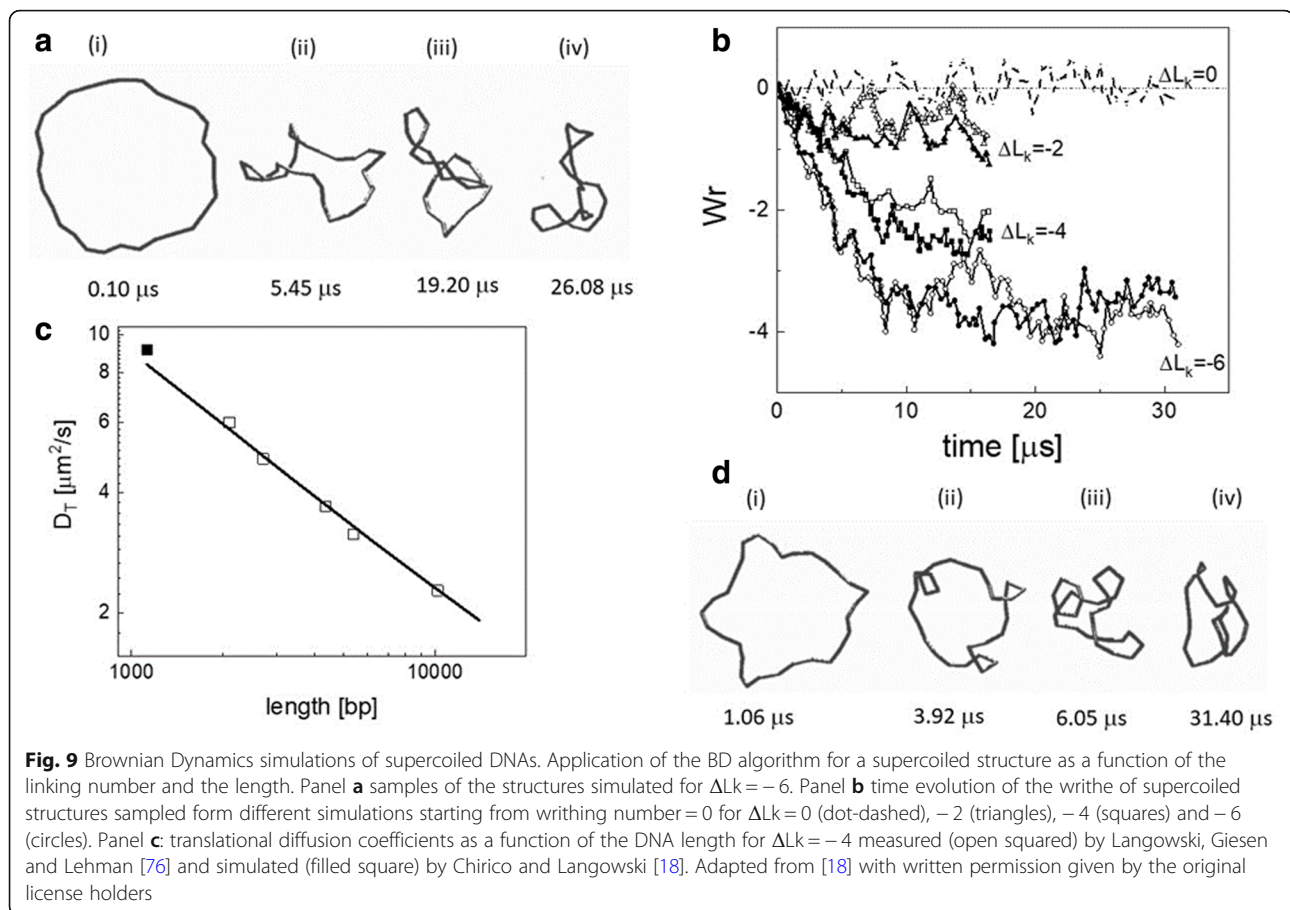 a
(i) (ii) (iii) (iv)
0.10 μs 5.45 μs 19.20 μs 26.08 μs
b
Wr
0
-2
-4
ΔLk=0
ΔLk=-2
ΔLk=-4
ΔLk=-6
0 10 20 30
time [μs]
c
DT [μm²/s]
10
8
6
4
2
1000 10000
length [bp]
d
(i) (ii) (iii) (iv)
1.06 μs 3.92 μs 6.05 μs 31.40 μs
Fig. 9 Brownian Dynamics simulations of supercoiled DNAs. Application of the BD algorithm for a supercoiled structure as a function of the
linking number and the length. Panel a samples of the structures simulated for ΔLk = − 6. Panel b time evolution of the writhe of supercoiled
structures sampled form different simulations starting from writhing number = 0 for ΔLk = 0 (dot-dashed), − 2 (triangles), − 4 (squares) and − 6
(circles). Panel c: translational diffusion coefficients as a function of the DNA length for ΔLk = − 4 measured (open squared) by Langowski, Giesen
and Lehman [76] and simulated (filled square) by Chirico and Langowski [18]. Adapted from [18] with written permission given by the original
license holders